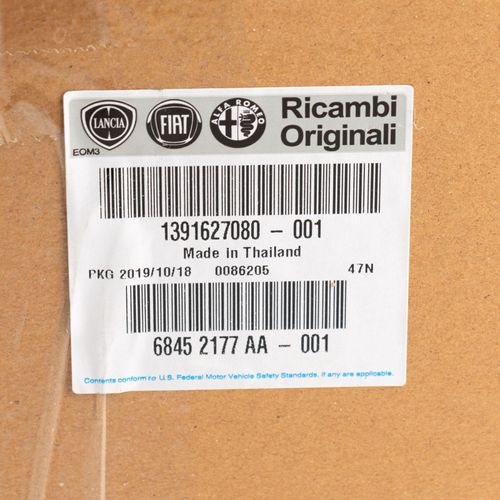 LANCIA FIAT ALFA ROMEO Ricambi
Originali
EOM3
1391627080 - 001
Made in Thailand
PKG 2019/10/18 0086205 47N
6845 2177 AA - 001
Contents conform to U.S. Federal Motor Vehicle Safety Standards, if any are applicable.